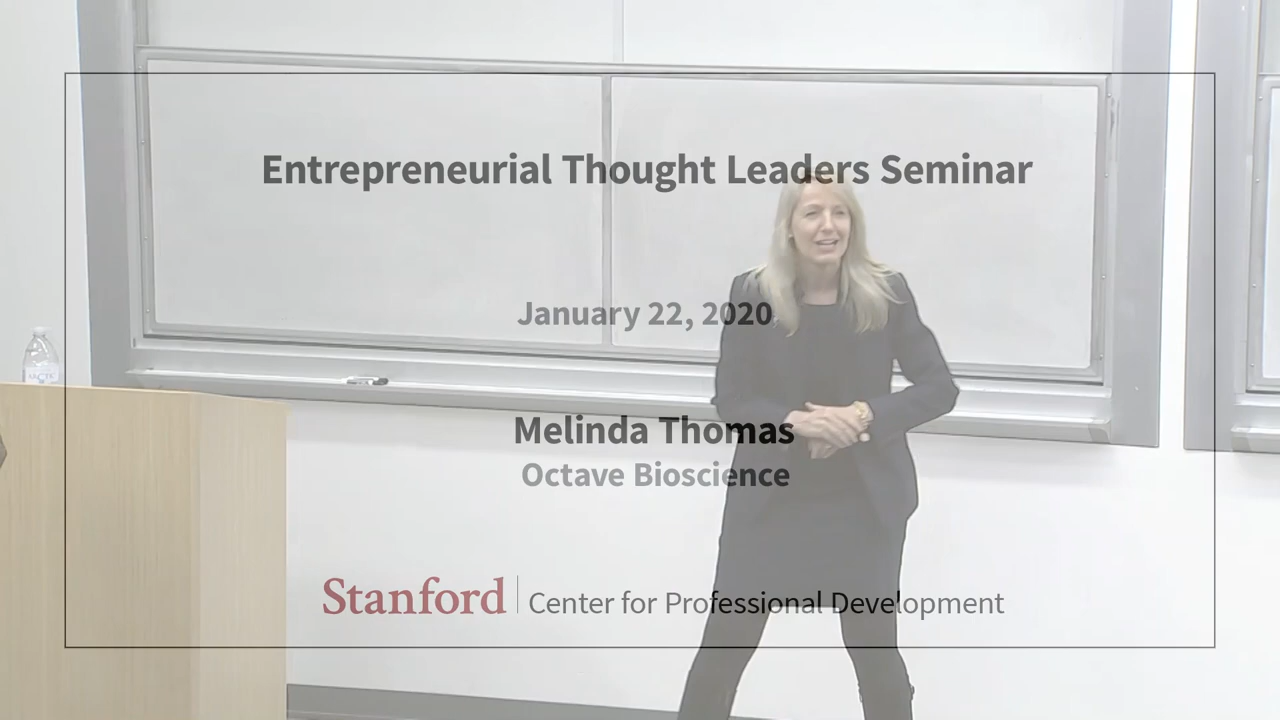 Entrepreneurial Thought Leaders Seminar
January 22, 2020
Melinda Thomas
Octave Bioscience
Stanford | Center for Professional Development